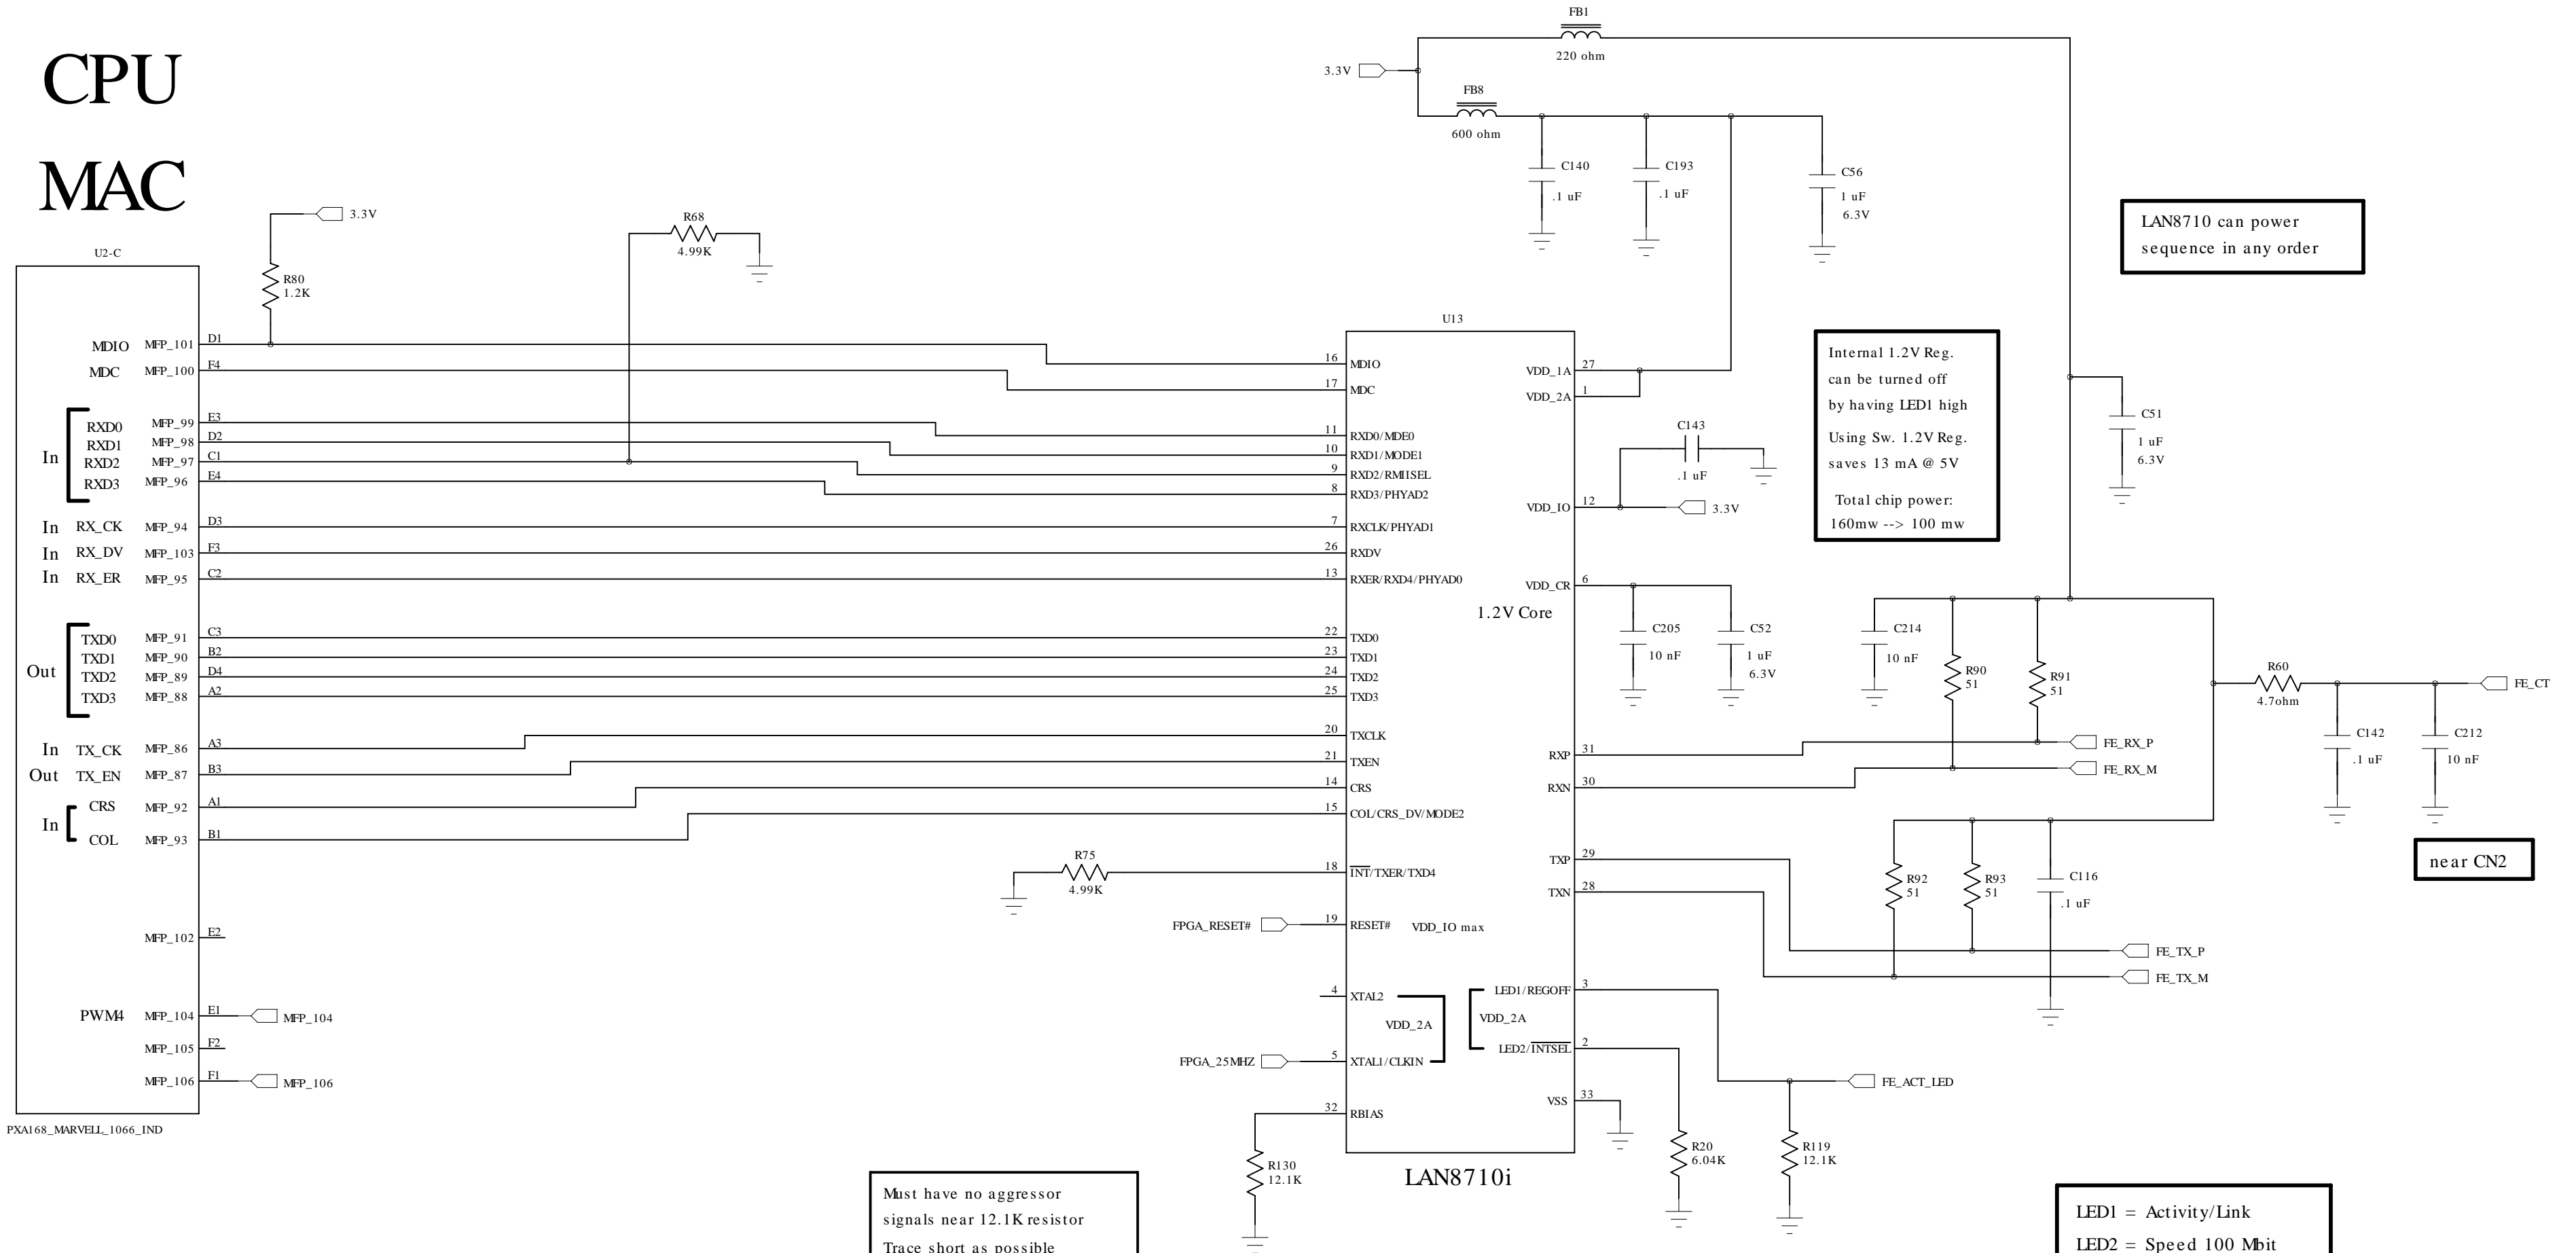 CPU
MAC
FB1
220 ohm
3.3V
FB8
600 ohm
C140
.1 uF
C193
.1 uF
C56
1 uF
6.3V
LAN8710 can power
sequence in any order
3.3V
R80
1.2K
R68
4.99K
U2-C
MDIO MFP_101 D1
MDC MFP_100 F4
In
RXD0 MFP_99 E3
RXD1 MFP_98 D2
RXD2 MFP_97 C1
RXD3 MFP_96 E4
In RX_CK MFP_94 D3
In RX_DV MFP_103 F3
In RX_ER MFP_95 C2
Out
TXD0 MFP_91 C3
TXD1 MFP_90 B2
TXD2 MFP_89 D4
TXD3 MFP_88 A2
In TX_CK MFP_86 A3
Out TX_EN MFP_87 B3
In
CRS MFP_92 A1
COL MFP_93 B1
MFP_102 E2
PWM4 MFP_104 E1 MFP_104
MFP_105 F2
MFP_106 F1 MFP_106
PXA168_MARVELL_1066_IND
U13
16 MDIO
17 MDC
11 RXD0/MDE0
10 RXD1/MODE1
9 RXD2/RMIISEL
8 RXD3/PHYAD2
7 RXCLK/PHYAD1
26 RXDV
13 RXER/RXD4/PHYAD0
22 TXD0
23 TXD1
24 TXD2
25 TXD3
20 TXCLK
21 TXEN
14 CRS
15 COL/CRS_DV/MODE2
R75
4.99K
18 INT/TXER/TXD4
FPGA_RESET# 19 RESET# VDD_IO max
4 XTAL2
VDD_2A
FPGA_25MHZ 5 XTAL1/CLKIN
32 RBIAS
R130
12.1K
VDD_1A 27
VDD_2A 1
VDD_IO 12
3.3V
C143
.1 uF
VDD_CR 6
1.2V Core
C205
10 nF
C52
1 uF
6.3V
RXP 31
RXN 30
TXP 29
TXN 28
LED1/REGOFF 3
VDD_2A
LED2/INTSEL 2
VSS 33
LAN8710i
R20
6.04K
R119
12.1K
FE_ACT_LED
Internal 1.2V Reg.
can be turned off
by having LED1 high
Using Sw. 1.2V Reg.
saves 13 mA @ 5V
Total chip power:
160mw --> 100 mw
C51
1 uF
6.3V
C214
10 nF
R90
51
R91
51
FE_RX_P
FE_RX_M
R60
4.7ohm
FE_CT
C142
.1 uF
C212
10 nF
near CN2
R92
51
R93
51
C116
.1 uF
FE_TX_P
FE_TX_M
Must have no aggressor
signals near 12.1K resistor
Trace short as possible
LED1 = Activity/Link
LED2 = Speed 100 Mbit